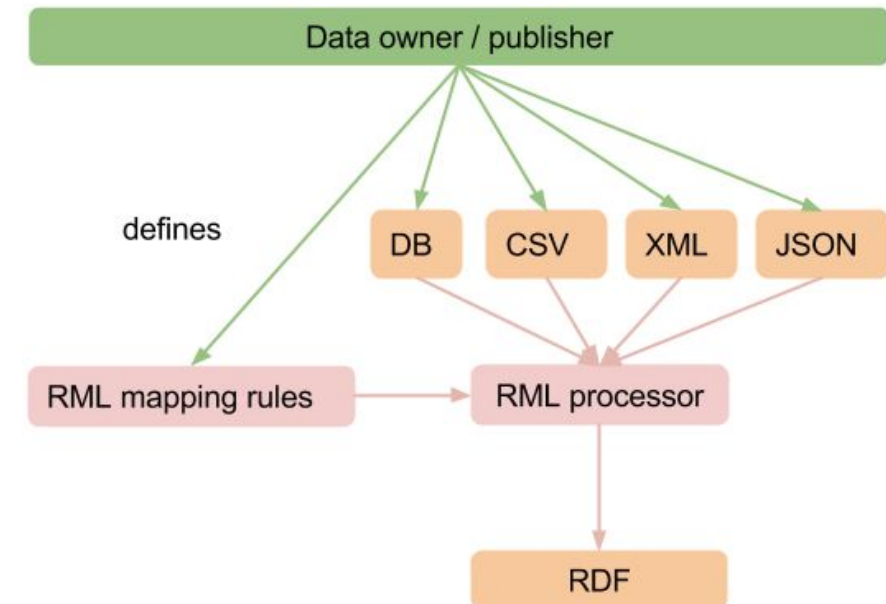 Data owner / publisher
defines
DB
CSV
XML
JSON
RML mapping rules
RML processor
RDF